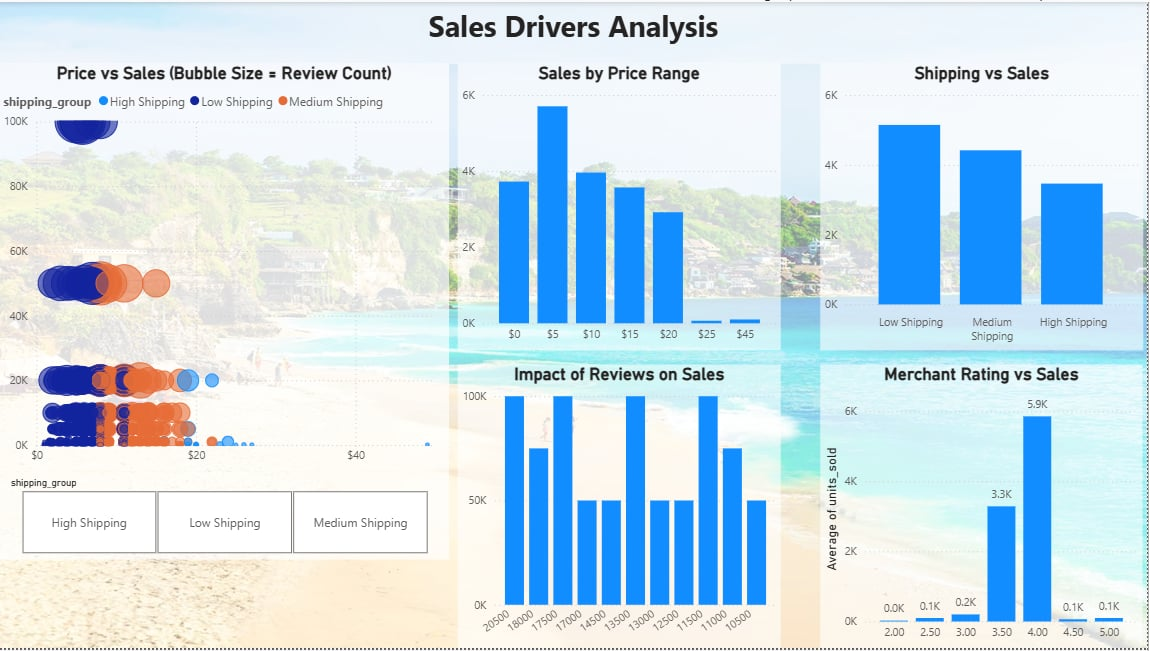 Sales Drivers Analysis
Price vs Sales (Bubble Size = Review Count)
shipping_group High Shipping Low Shipping Medium Shipping
100K
80K
60K
40K
20K
0K
$0 $20 $40
shipping_group
High Shipping Low Shipping Medium Shipping
Sales by Price Range
6K
4K
2K
0K
$0 $5 $10 $15 $20 $25 $45
Shipping vs Sales
6K
4K
2K
0K
Low Shipping Medium Shipping High Shipping
Impact of Reviews on Sales
100K
50K
0K
20500 18000 17500 17000 14500 13500 13000 12500 11500 11000 10500
Merchant Rating vs Sales
Average of units_sold
6K
4K
2K
0K
0.0K 0.1K 0.2K 3.3K 5.9K 0.1K 0.1K
2.00 2.50 3.00 3.50 4.00 4.50 5.00